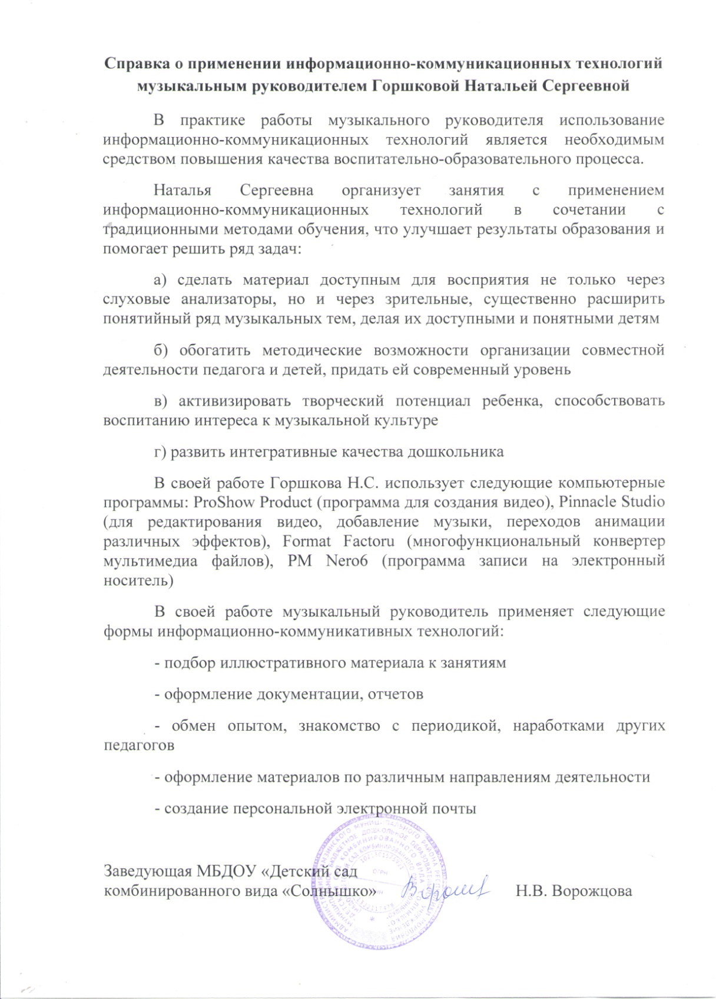 Справка о применении информационно-коммуникационных технологий
музыкальным руководителем Горшковой Натальей Сергеевной
В практике работы музыкального руководителя использование
информационно-коммуникационных технологий является необходимым
средством повышения качества воспитательно-образовательного процесса.
Наталья Сергеевна организует занятия с применением
информационно-коммуникационных технологий в сочетании с
традиционными методами обучения, что улучшает результаты образования и
помогает решить ряд задач:
а) сделать материал доступным для восприятия не только через
слуховые анализаторы, но и через зрительные, существенно расширить
понятийный ряд музыкальных тем, делая их доступными и понятными детям
б) обогатить методические возможности организации совместной
деятельности педагога и детей, придать ей современный уровень
в) активизировать творческий потенциал ребенка, способствовать
воспитанию интереса к музыкальной культуре
г) развить интегративные качества дошкольника
В своей работе Горшкова Н.С. использует следующие компьютерные
программы: ProShow Product (программа для создания видео), Pinnacle Studio
(для редактирования видео, добавление музыки, переходов анимации
различных эффектов), Format Factoru (многофункциональный конвертер
мультимедиа файлов), PM Nero6 (программа записи на электронный
носитель)
В своей работе музыкальный руководитель применяет следующие
формы информационно-коммуникативных технологий:
- подбор иллюстративного материала к занятиям
- оформление документации, отчетов
- обмен опытом, знакомство с периодикой, наработками других
педагогов
- оформление материалов по различным направлениям деятельности
- создание персональной электронной почты
Заведующая МБДОУ «Детский сад
комбинированного вида «Солнышко» Н.В. Ворожцова